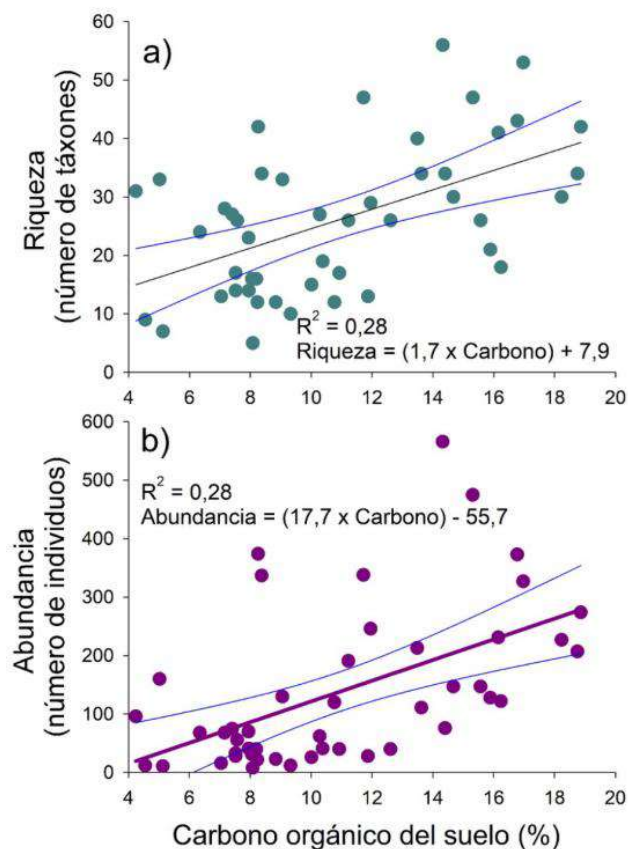 a)
Riqueza
(número de táxones)
60
50
40
30
20
10
0
R² = 0,28
Riqueza = (1,7 x Carbono) + 7,9
4 6 8 10 12 14 16 18 20
b)
Abundancia
(número de individuos)
600
500
400
300
200
100
0
R² = 0,28
Abundancia = (17,7 x Carbono) - 55,7
4 6 8 10 12 14 16 18 20
Carbono orgánico del suelo (%)